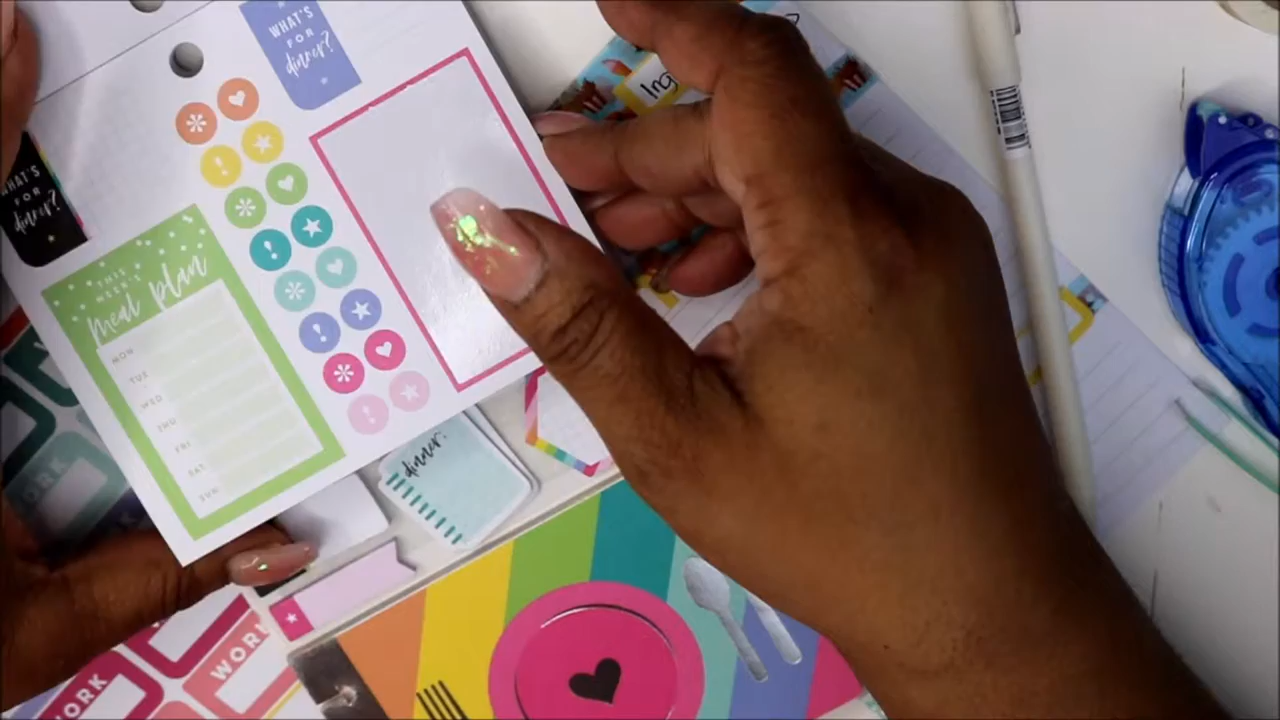 WHAT'S
FOR
dinner?
Ing
WHAT'S
FOR
dinner?
THIS
WEEK'S
meal plan
MON
TUE
WED
THU
FRI
SAT
SUN
dinner.
WORK
WORK